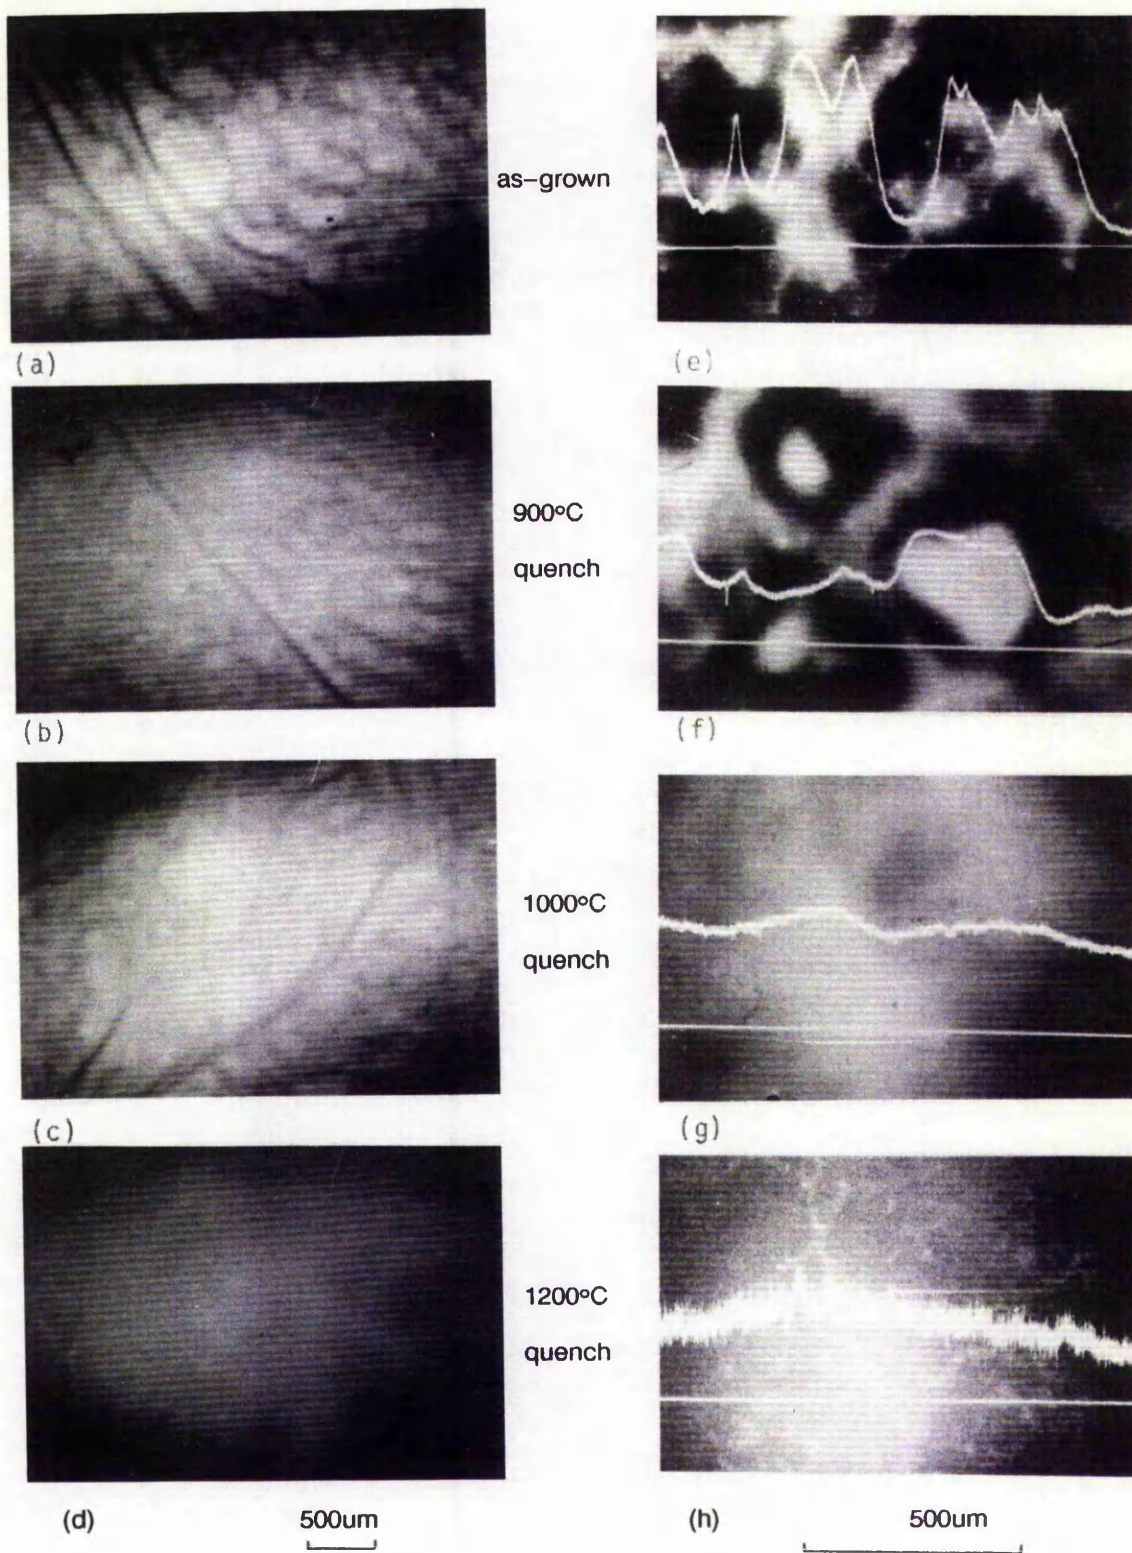 as-grown
(a)
(e)
900°C
quench
(b)
(f)
1000°C
quench
(c)
(g)
1200°C
quench
(d)
500um
(h)
500um